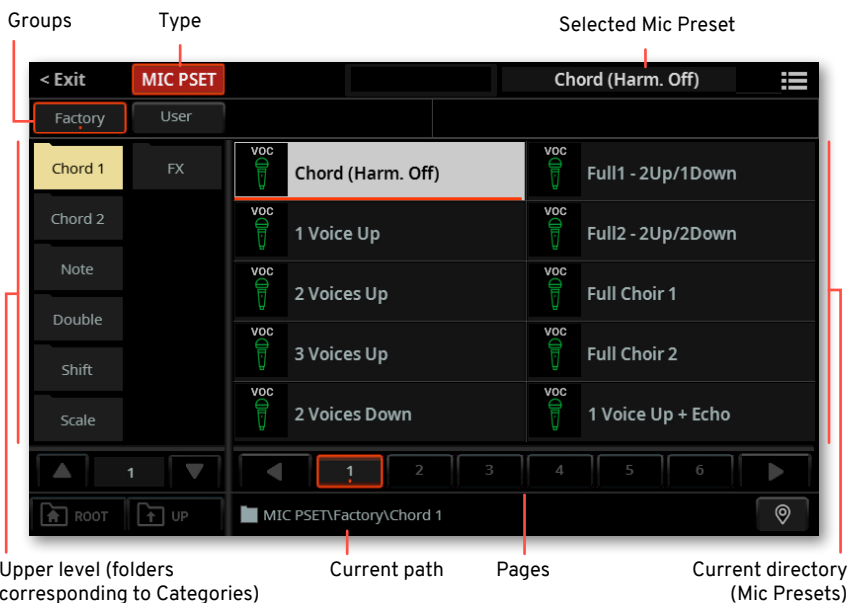 Groups
Type
Selected Mic Preset
< Exit
MIC PSET
Chord (Harm. Off)
Factory
User
Chord 1
FX
Chord 2
Note
Double
Shift
Scale
VOC
Chord (Harm. Off)
VOC
Full1 - 2Up/1Down
VOC
1 Voice Up
VOC
Full2 - 2Up/2Down
VOC
2 Voices Up
VOC
Full Choir 1
VOC
3 Voices Up
VOC
Full Choir 2
VOC
2 Voices Down
VOC
1 Voice Up + Echo
1
1
2
3
4
5
6
ROOT
UP
MIC PSET\Factory\Chord 1
Upper level (folders
corresponding to Categories)
Current path
Pages
Current directory
(Mic Presets)